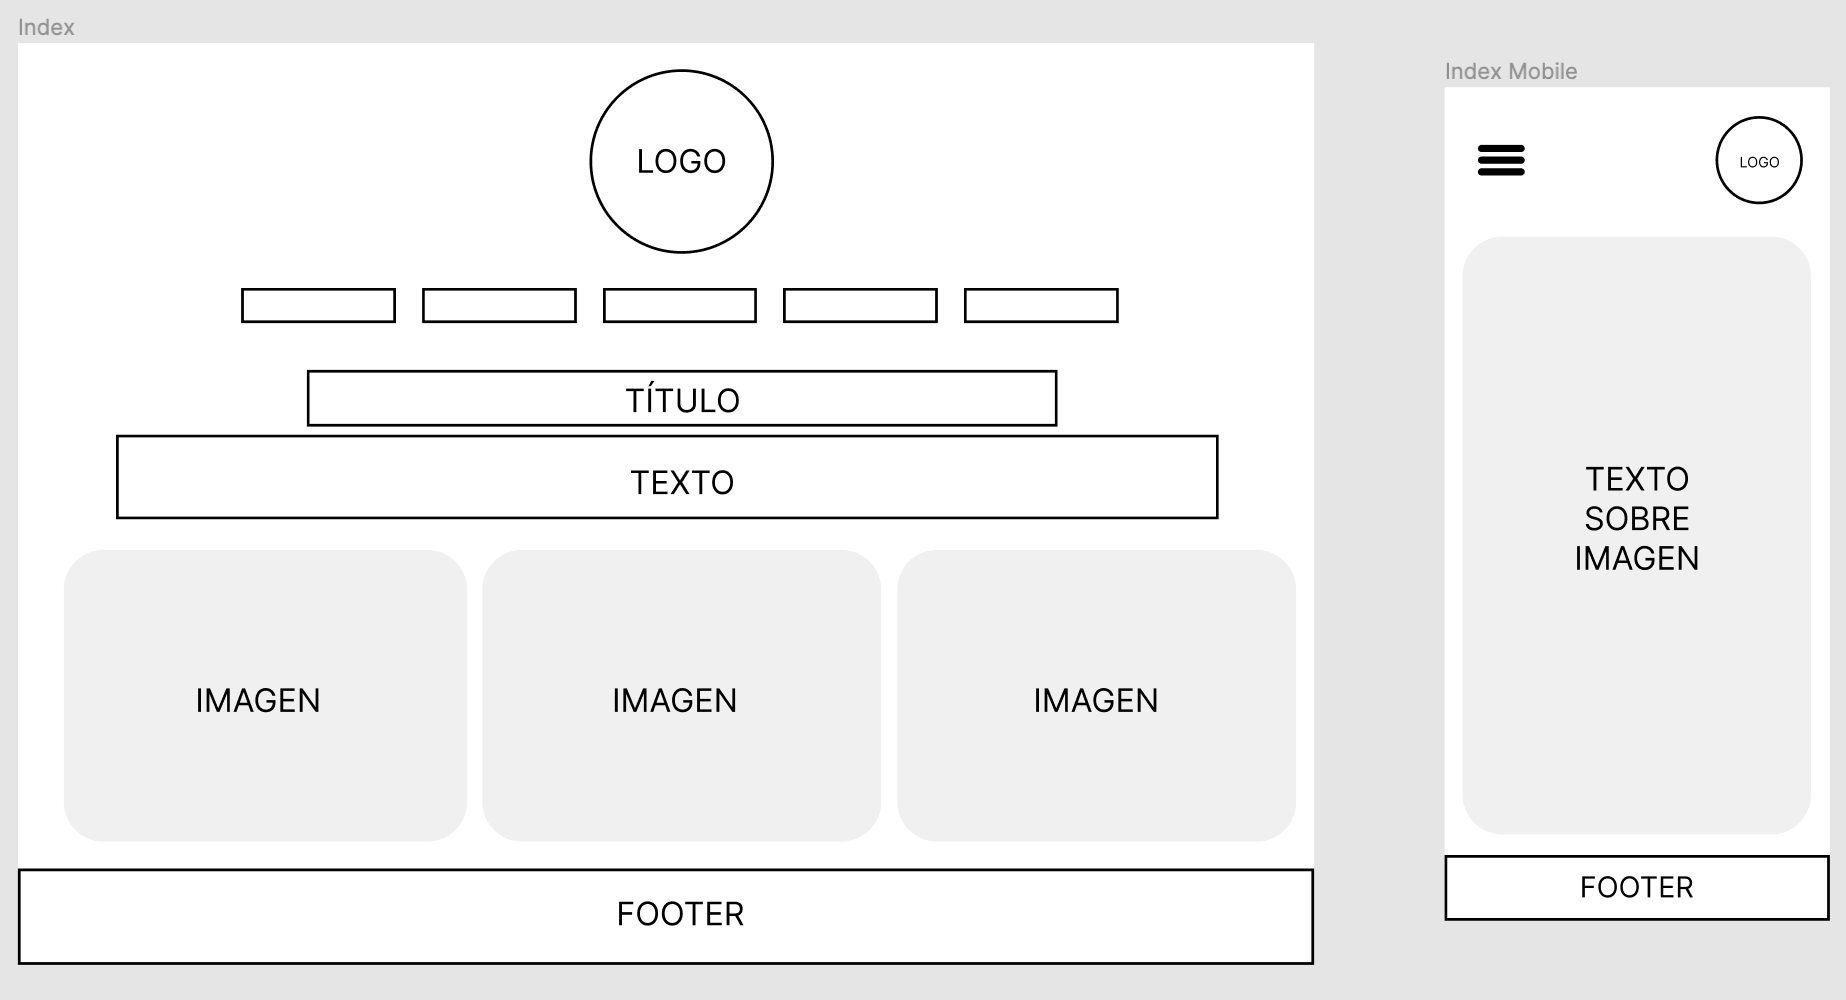 Index
LOGO
TÍTULO
TEXTO
IMAGEN
IMAGEN
IMAGEN
FOOTER
Index Mobile
LOGO
TEXTO
SOBRE
IMAGEN
FOOTER